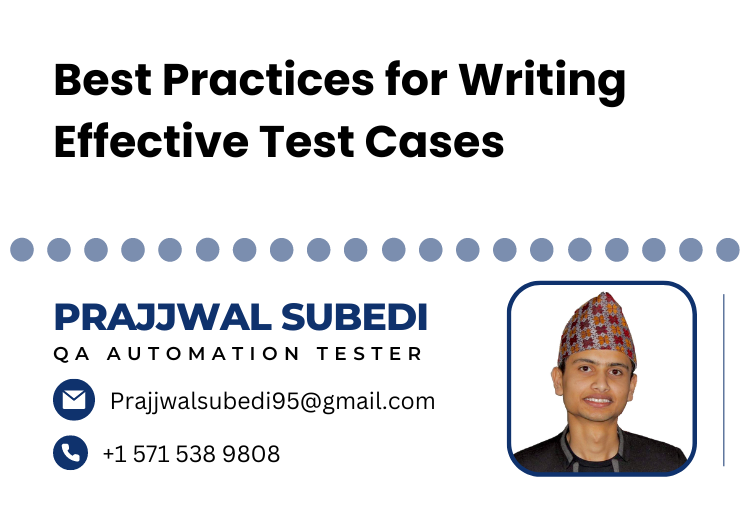 Best Practices for Writing
Effective Test Cases
PRAJJWAL SUBEDI
QA AUTOMATION TESTER
Prajjwalsubedi95@gmail.com
+1 571 538 9808